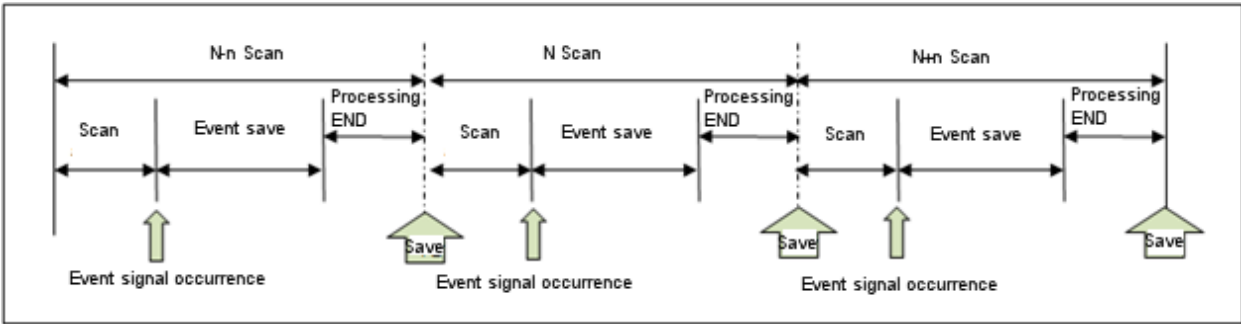 N-n Scan
N Scan
N+n Scan
Processing
END
Processing
END
Processing
END
Scan
Event save
Scan
Event save
Scan
Event save
Save
Save
Save
Event signal occurrence
Event signal occurrence
Event signal occurrence